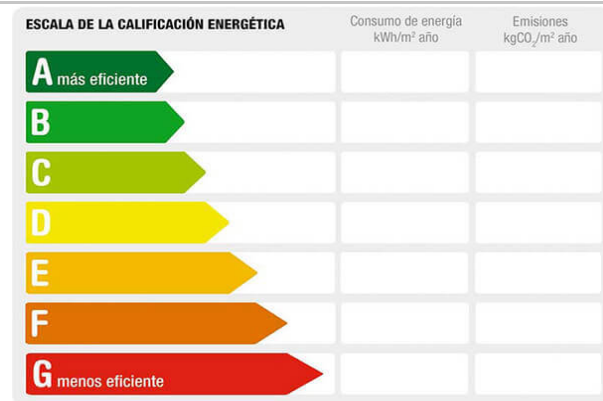 ESCALA DE LA CALIFICACIÓN ENERGÉTICA
Consumo de energía
kWh/m² año
Emisiones
kgCO₂/m² año
A más eficiente
B
C
D
E
F
G menos eficiente